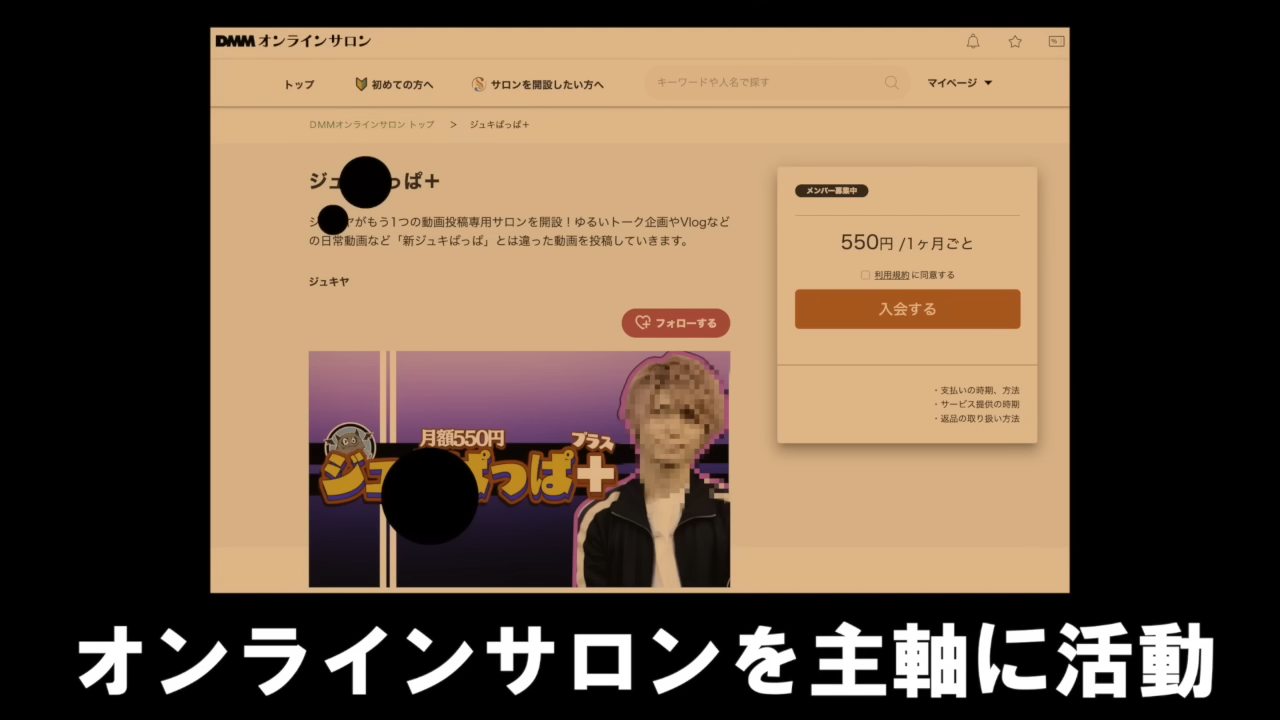 DMM オンラインサロン
トップ
初めての方へ
サロンを開設したい方へ
キーワードや人名で探す
マイページ
DMMオンラインサロン トップ > ジュキぱっぱ+
ジュ っぱ+
ジ ヤがもう1つの動画投稿専用サロンを開設!ゆるいトーク企画やVlogなど
の日常動画など「新ジュキぱっぱ」とは違った動画を投稿していきます。
ジュキヤ
フォローする
メンバー募集中
550円 /1ヶ月ごと
利用規約 に同意する
入会する
・支払いの時期、方法
・サービス提供の時期
・返品の取り扱い方法
月額550円
プラス
ジュ ぱっぱ+
オンラインサロンを主軸に活動